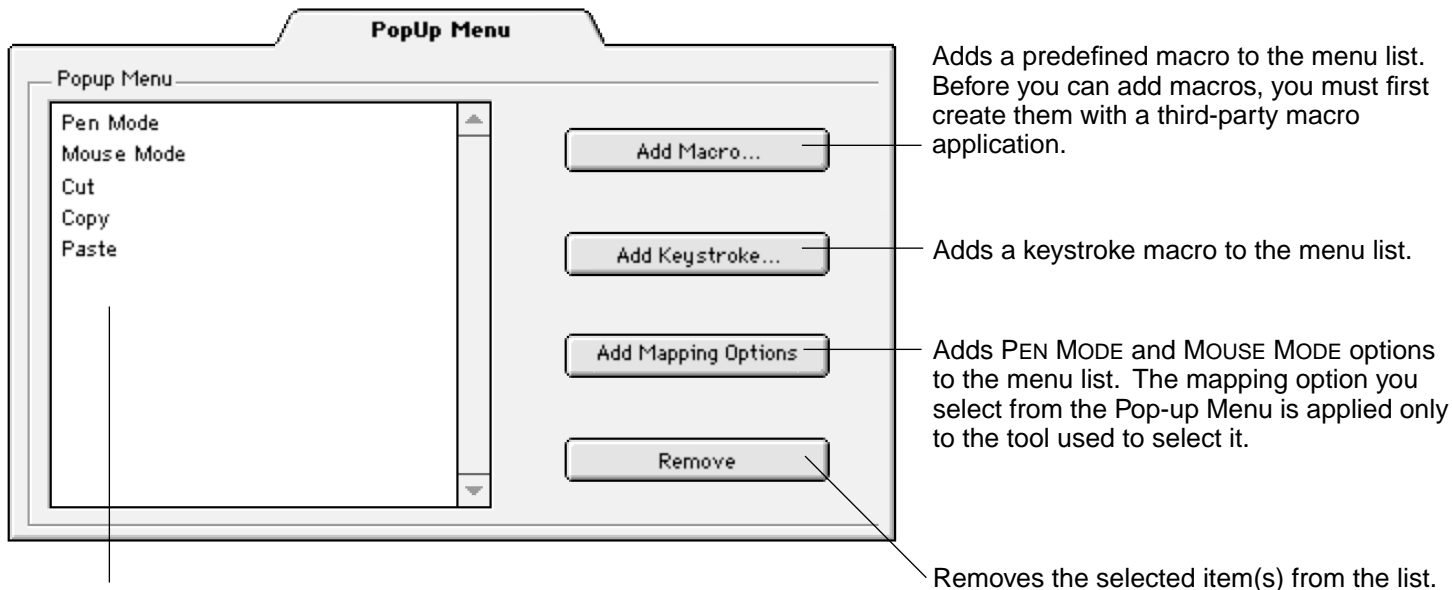 PopUp Menu
Popup Menu
Pen Mode
Mouse Mode
Cut
Copy
Paste
Add Macro...
Add Keystroke...
Add Mapping Options
Remove
Adds a predefined macro to the menu list.
Before you can add macros, you must first
create them with a third-party macro
application.
Adds a keystroke macro to the menu list.
Adds PEN MODE and MOUSE MODE options
to the menu list. The mapping option you
select from the Pop-up Menu is applied only
to the tool used to select it.
Removes the selected item(s) from the list.